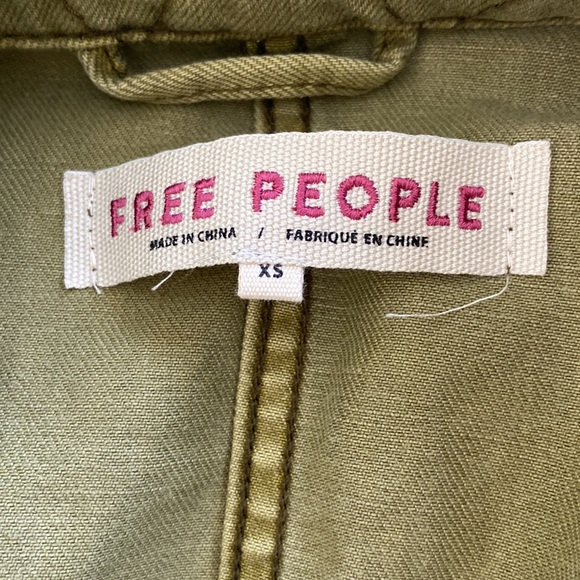 FREE PEOPLE
MADE IN CHINA / FABRIQUÉ EN CHINE
XS